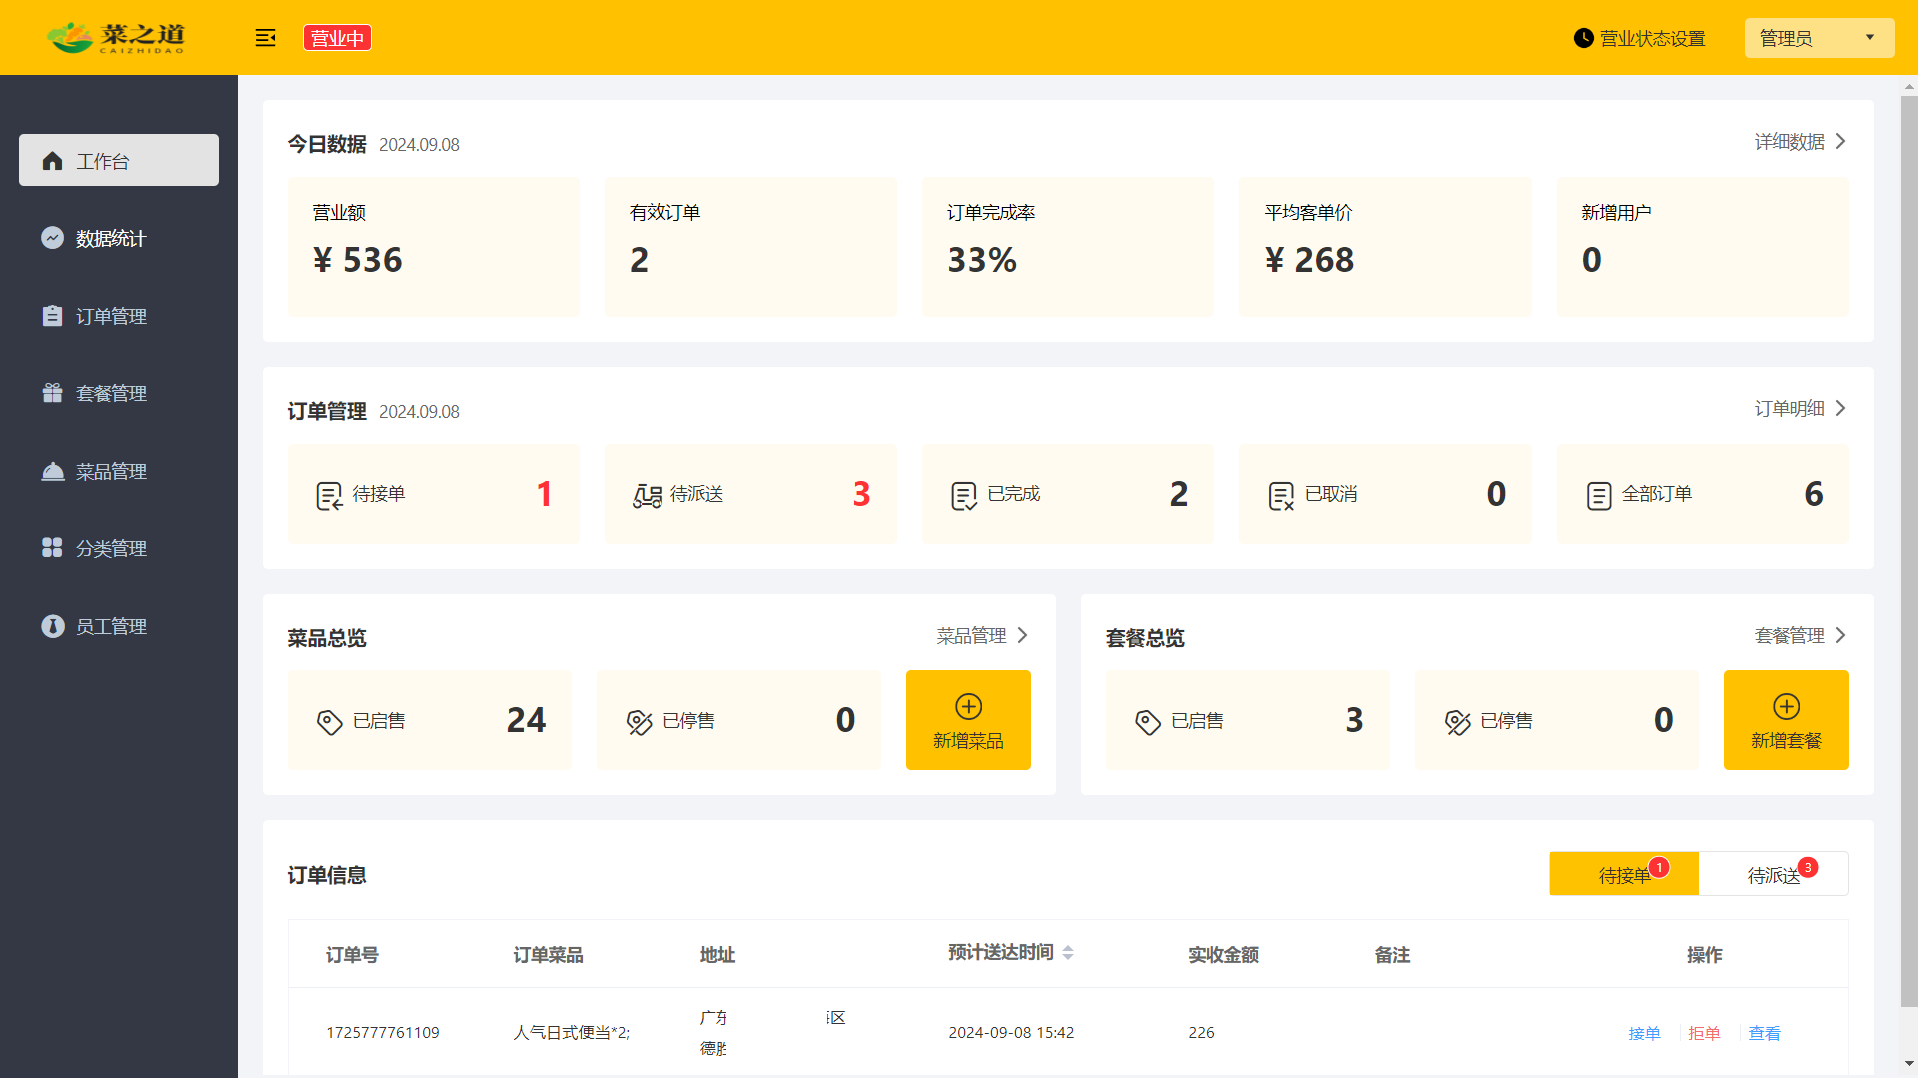 菜之道
CAIZHIDAO
营业中
营业状态设置
管理员
工作台
数据统计
订单管理
套餐管理
菜品管理
分类管理
员工管理
今日数据 2024.09.08
详细数据
营业额
¥ 536
有效订单
2
订单完成率
33%
平均客单价
¥ 268
新增用户
0
订单管理 2024.09.08
订单明细
待接单 1
待派送 3
已完成 2
已取消 0
全部订单 6
菜品总览
菜品管理
已启售 24
已停售 0
新增菜品
套餐总览
套餐管理
已启售 3
已停售 0
新增套餐
订单信息
待接单 1
待派送 3
订单号 订单菜品 地址 预计送达时间 实收金额 备注 操作
1725777761109 人气日式便当*2; 广东 区 2024-09-08 15:42 226 接单 拒单 查看
德胜